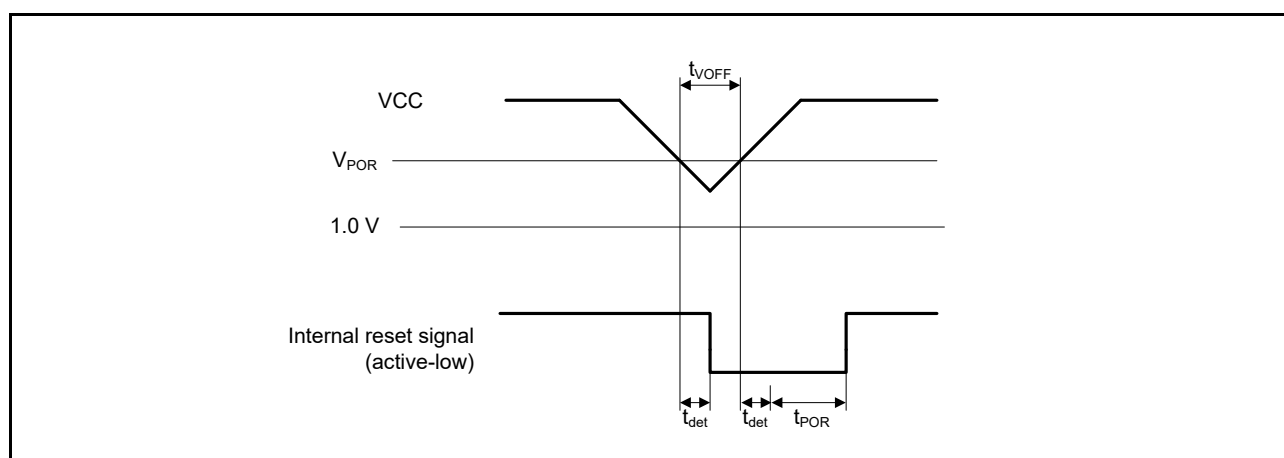 tVOFF
VCC
VPOR
1.0 V
Internal reset signal
(active-low)
tdet
tdet
tPOR